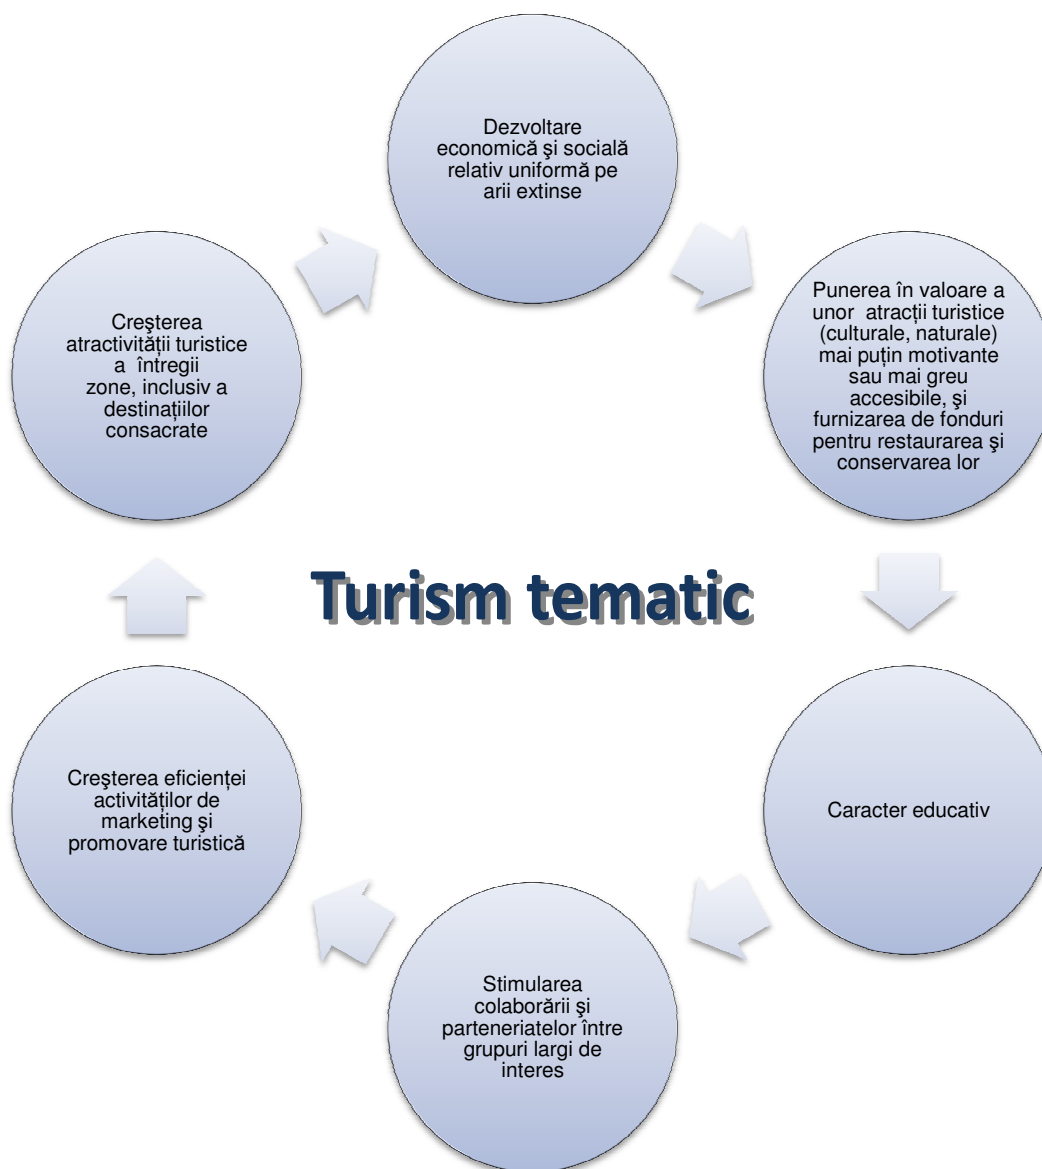 Dezvoltare
economică şi socială
relativ uniformă pe
arii extinse
Punerea în valoare a
unor atracții turistice
(culturale, naturale)
mai puțin motivante
sau mai greu
accesibile, şi
furnizarea de fonduri
pentru restaurarea şi
conservarea lor
Caracter educativ
Stimularea
colaborării şi
parteneriatelor între
grupuri largi de
interes
Creşterea eficienței
activităților de
marketing şi
promovare turistică
Creşterea
atractivității turistice
a întregii
zone, inclusiv a
destinațiilor
consacrate
Turism tematic